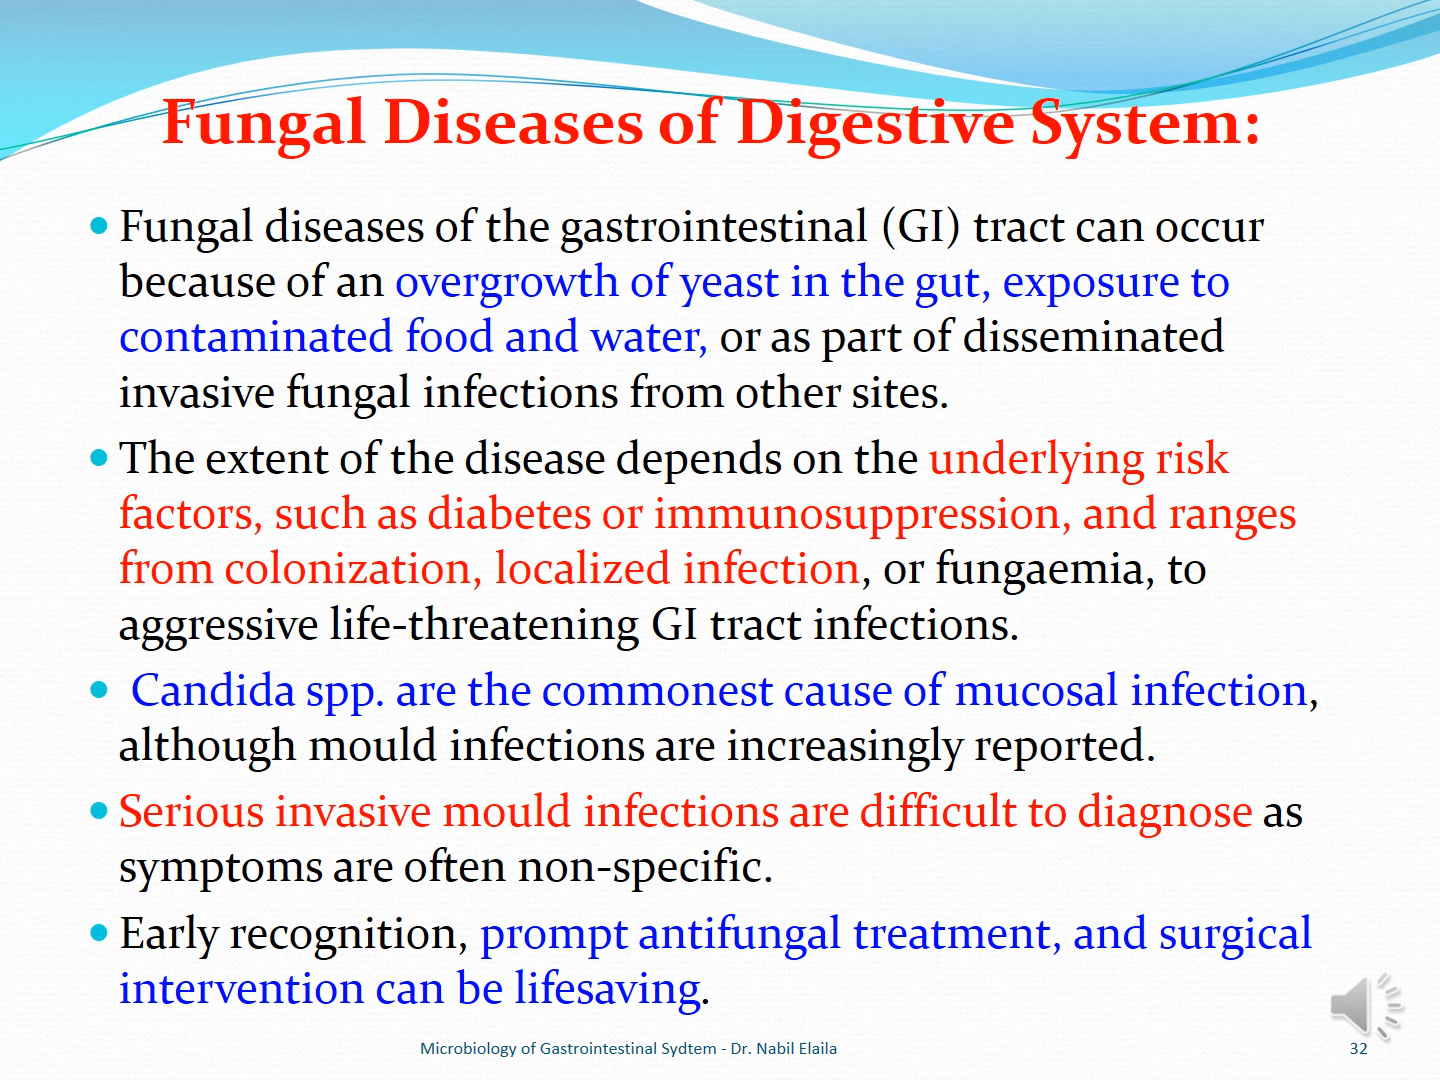 Fungal Diseases of Digestive System:
• Fungal diseases of the gastrointestinal (GI) tract can occur
because of an overgrowth of yeast in the gut, exposure to
contaminated food and water, or as part of disseminated
invasive fungal infections from other sites.
• The extent of the disease depends on the underlying risk
factors, such as diabetes or immunosuppression, and ranges
from colonization, localized infection, or fungaemia, to
aggressive life-threatening GI tract infections.
• Candida spp. are the commonest cause of mucosal infection,
although mould infections are increasingly reported.
• Serious invasive mould infections are difficult to diagnose as
symptoms are often non-specific.
• Early recognition, prompt antifungal treatment, and surgical
intervention can be lifesaving.
Microbiology of Gastrointestinal Sydtem - Dr. Nabil Elaila
32